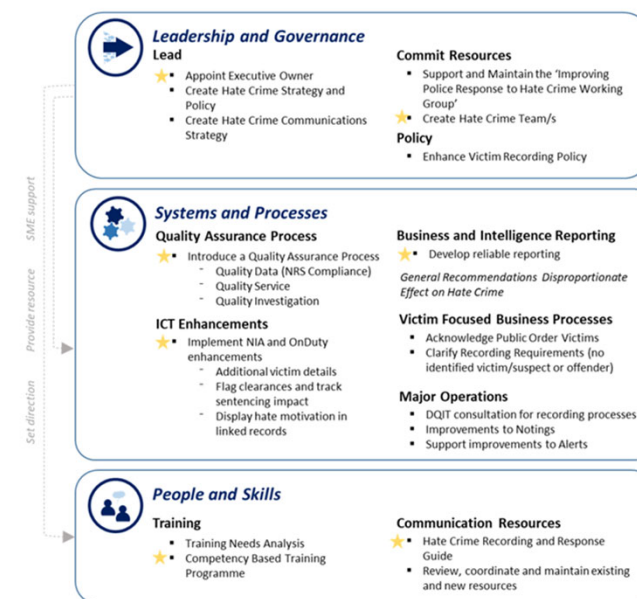 Leadership and Governance
Lead
Appoint Executive Owner
Create Hate Crime Strategy and
Policy
Create Hate Crime Communications
Strategy
Commit Resources
Support and Maintain the 'Improving
Police Response to Hate Crime Working
Group'
Create Hate Crime Team/s
Policy
Enhance Victim Recording Policy
SME support
Provide resource
Set direction
Systems and Processes
Quality Assurance Process
Introduce a Quality Assurance Process
- Quality Data (NRS Compliance)
- Quality Service
- Quality Investigation
ICT Enhancements
Implement NIA and OnDuty
enhancements
- Additional victim details
- Flag clearances and track
sentencing impact
- Display hate motivation in
linked records
Business and Intelligence Reporting
Develop reliable reporting
General Recommendations Disproportionate
Effect on Hate Crime
Victim Focused Business Processes
Acknowledge Public Order Victims
Clarify Recording Requirements (no
identified victim/suspect or offender)
Major Operations
DQIT consultation for recording processes
Improvements to Notings
Support improvements to Alerts
People and Skills
Training
Training Needs Analysis
Competency Based Training
Programme
Communication Resources
Hate Crime Recording and Response
Guide
Review, coordinate and maintain existing
and new resources